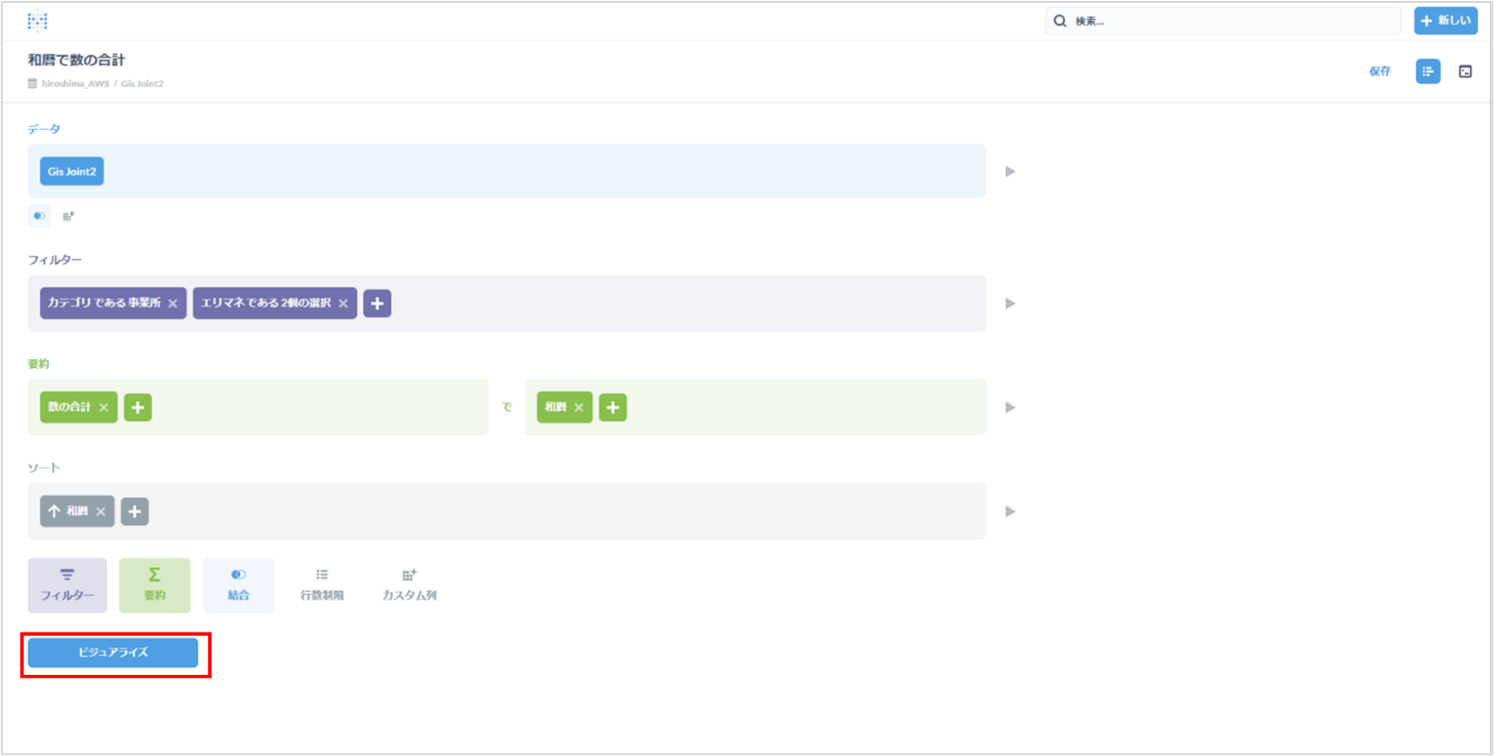 検索...
+ 新しい
和暦で数の合計
hiroshima_AWS / Gis Joint2
保存
データ
Gis Joint2
フィルター
カテゴリ である 事業所 × エリマネ である 2個の選択 × +
要約
数の合計 × + で 和暦 × +
ソート
↑ 和暦 × +
フィルター 要約 結合 行数制限 カスタム列
ビジュアライズ